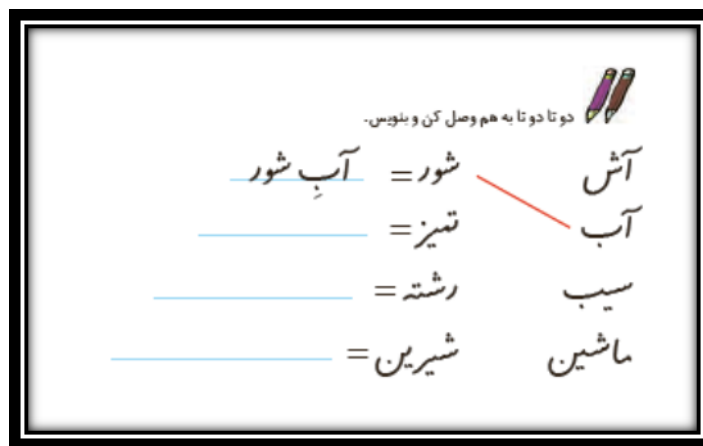 دو تا دو تا به هم وصل کن و بنویس.
آش شور = آبِ شور
آب تمیز =
سیب رشته =
ماشین شیرین =